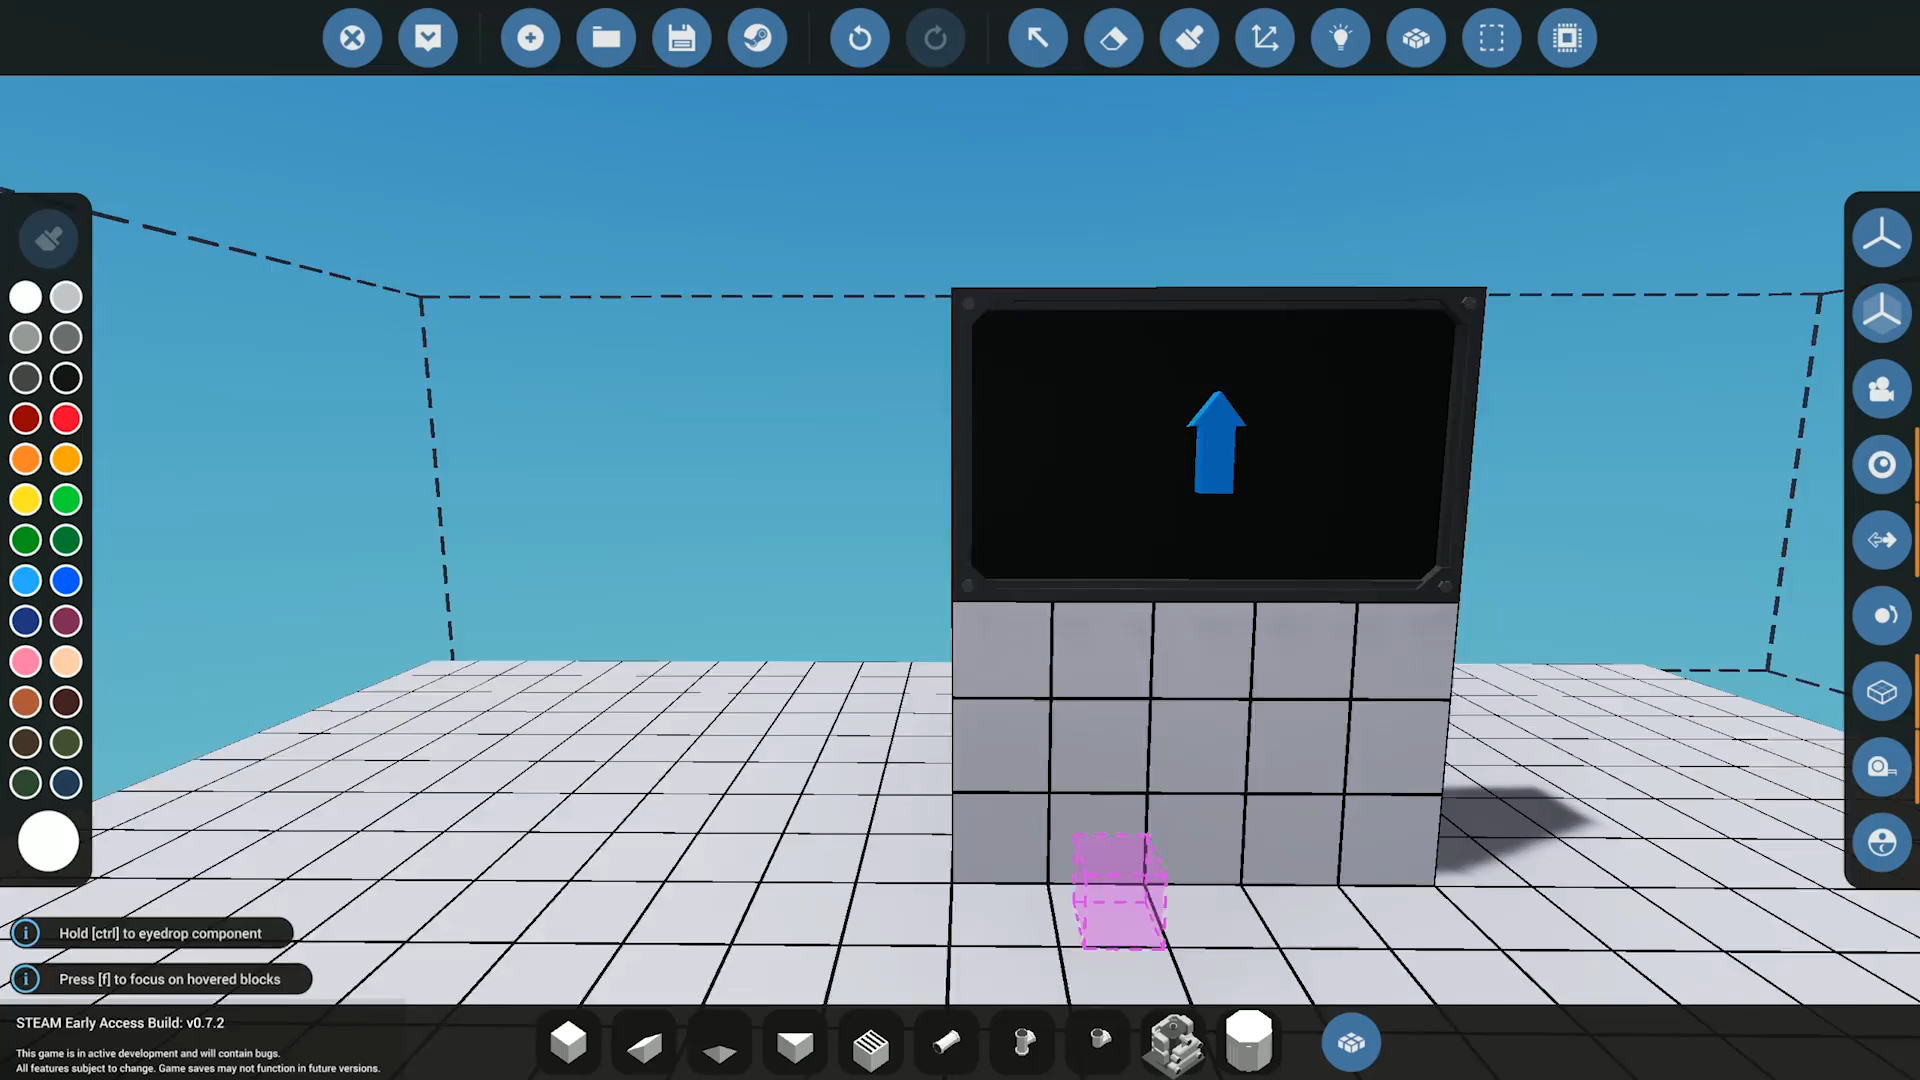 Hold [ctrl] to eyedrop component
Press [f] to focus on hovered blocks
STEAM Early Access Build: v0.7.2
This game is in active development and will contain bugs.
All features subject to change. Game saves may not function in future versions.